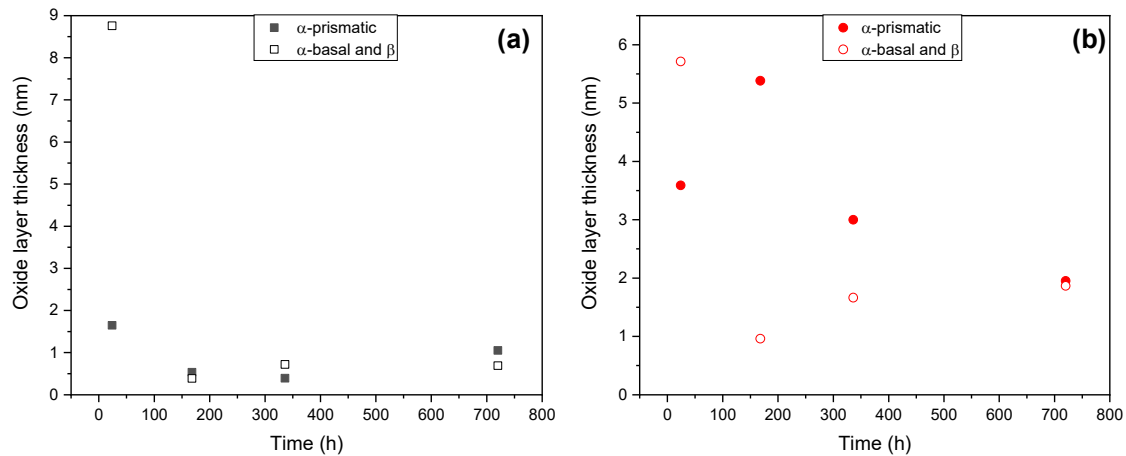 α-prismatic
α-basal and β
(a)
Oxide layer thickness (nm)
9
8
7
6
5
4
3
2
1
0
0 100 200 300 400 500 600 700 800
Time (h)
α-prismatic
α-basal and β
(b)
Oxide layer thickness (nm)
6
5
4
3
2
1
0
0 100 200 300 400 500 600 700 800
Time (h)